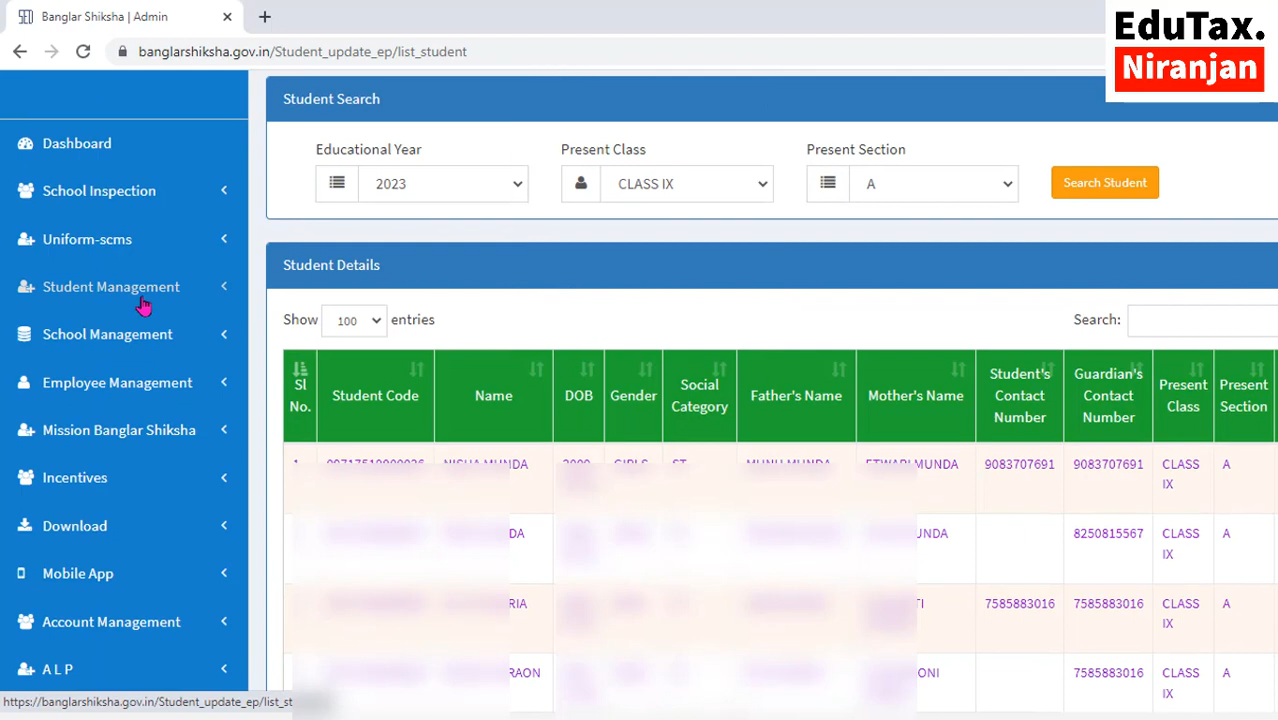 Banglar Shiksha | Admin
banglarshiksha.gov.in/Student_update_ep/list_student
EduTax.
Niranjan
Dashboard
School Inspection
Uniform-scms
Student Management
School Management
Employee Management
Mission Banglar Shiksha
Incentives
Download
Mobile App
Account Management
A L P
https://banglarshiksha.gov.in/Student_update_ep/list_st
Student Search
Educational Year
Present Class
Present Section
2023
CLASS IX
A
Search Student
Student Details
Show 100 entries
Search:
Sl No.
Student Code
Name
DOB
Gender
Social Category
Father's Name
Mother's Name
Student's Contact Number
Guardian's Contact Number
Present Class
Present Section
MUNDA 9083707691 9083707691 CLASS IX A
8250815567 CLASS IX A
7585883016 7585883016 CLASS IX A
7585883016 CLASS IX A